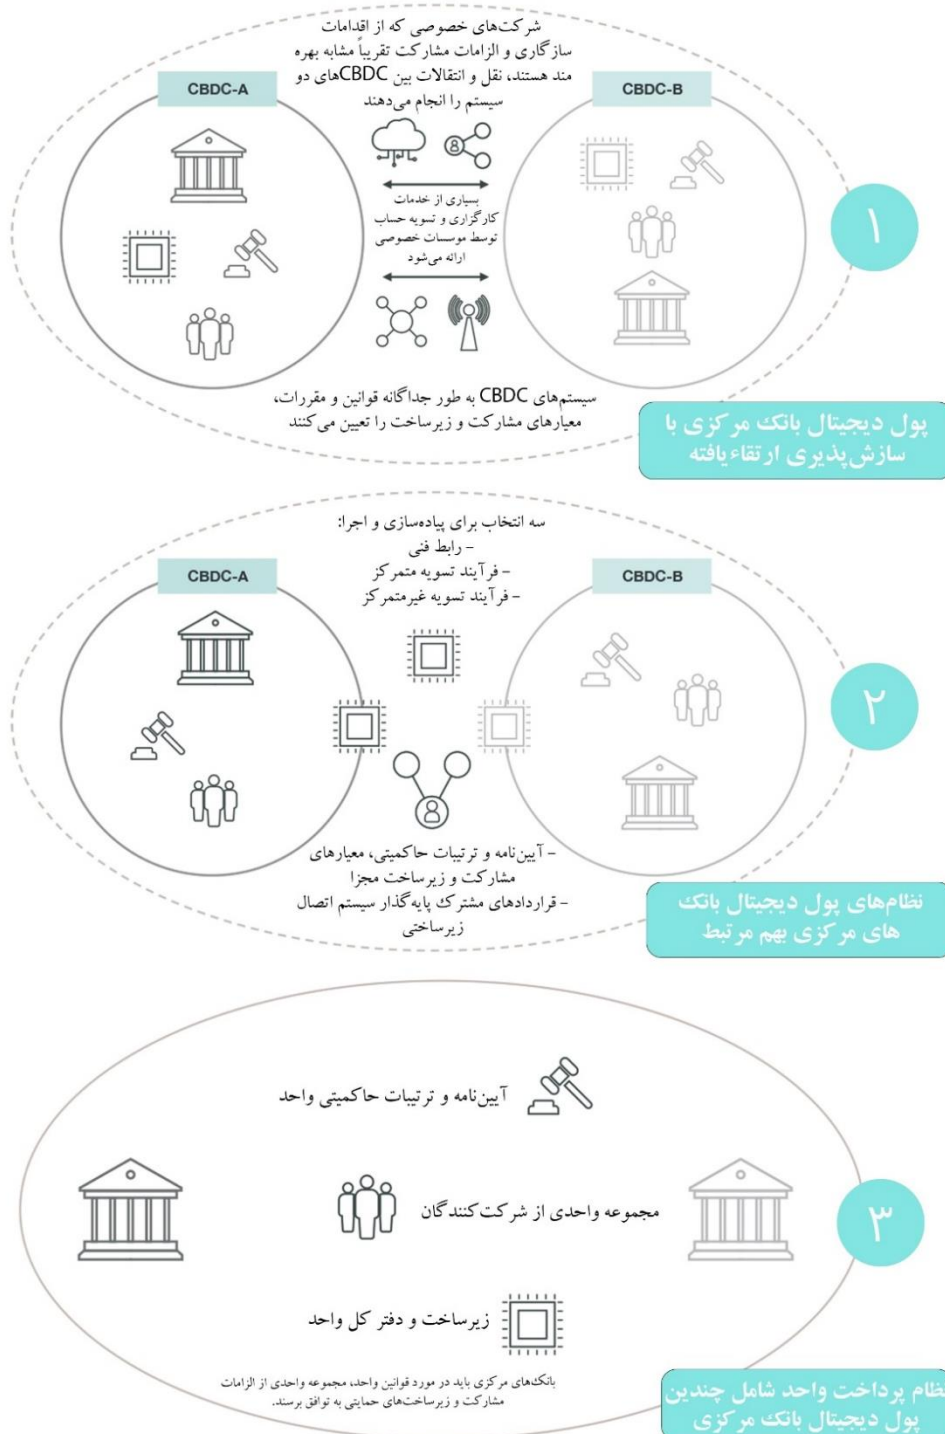 شرکت‌های خصوصی که از اقدامات
سازگاری و الزامات مشارکت تقریباً مشابه بهره
مند هستند، نقل و انتقالات بین CBDCهای دو
سیستم را انجام می‌دهند
CBDC-A
CBDC-B
بسیاری از خدمات
کارگزاری و تسویه حساب
توسط موسسات خصوصی
ارائه می‌شود
۱
سیستم‌های CBDC به طور جداگانه قوانین و مقررات،
معیارهای مشارکت و زیرساخت را تعیین می‌کنند
پول دیجیتال بانک مرکزی با
سازش‌پذیری ارتقاءیافته
سه انتخاب برای پیاده‌سازی و اجرا:
- رابط فنی
- فرآیند تسویه متمرکز
- فرآیند تسویه غیرمتمرکز
CBDC-A
CBDC-B
۲
- آیین‌نامه و ترتیبات حاکمیتی، معیارهای
مشارکت و زیرساخت مجزا
- قراردادهای مشترک پایه‌گذار سیستم اتصال
زیرساختی
نظام‌های پول دیجیتال بانک
های مرکزی بهم مرتبط
آیین‌نامه و ترتیبات حاکمیتی واحد
مجموعه واحدی از شرکت‌کنندگان
۳
زیرساخت و دفتر کل واحد
بانک‌های مرکزی باید در مورد قوانین واحد، مجموعه واحدی از الزامات
مشارکت و زیرساخت‌های حمایتی به توافق برسند.
نظام پرداخت واحد شامل چندین
پول دیجیتال بانک مرکزی